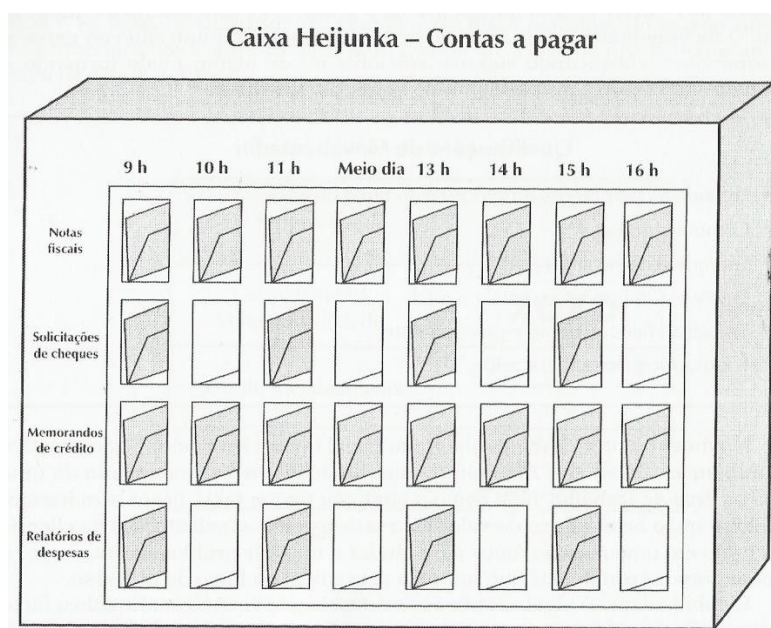 Caixa Heijunka – Contas a pagar
9 h 10 h 11 h Meio dia 13 h 14 h 15 h 16 h
Notas
fiscais
Solicitações
de cheques
Memorandos
de crédito
Relatórios de
despesas